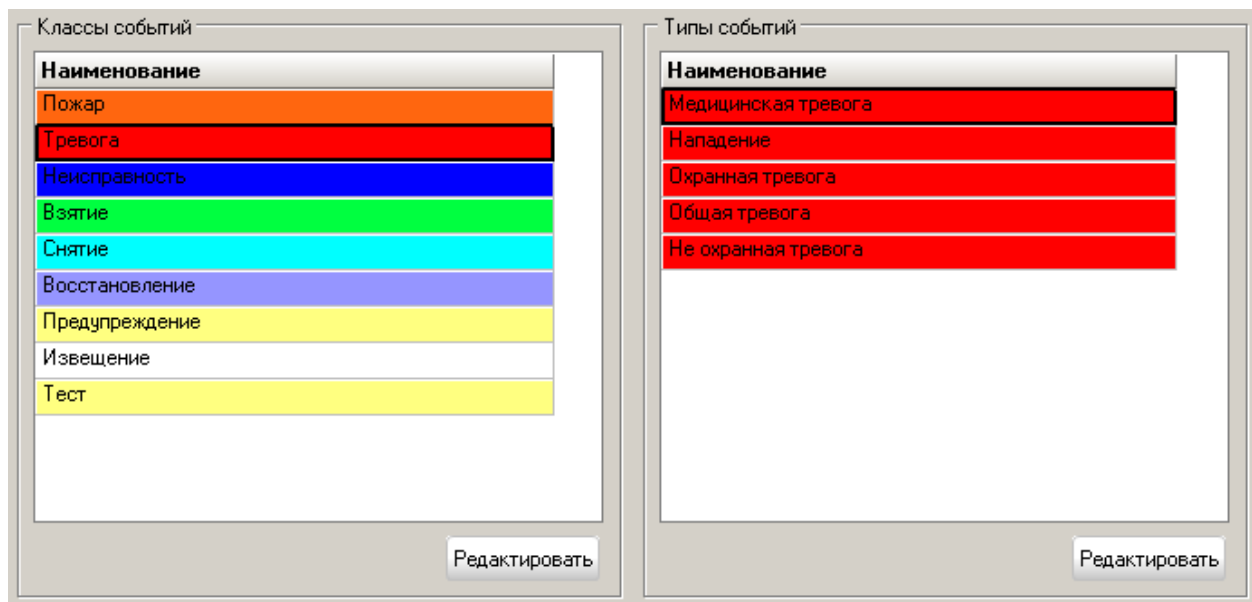 Классы событий
Наименование
Пожар
Тревога
Неисправность
Взятие
Снятие
Восстановление
Предупреждение
Извещение
Тест
Редактировать
Типы событий
Наименование
Медицинская тревога
Нападение
Охранная тревога
Общая тревога
Не охранная тревога
Редактировать